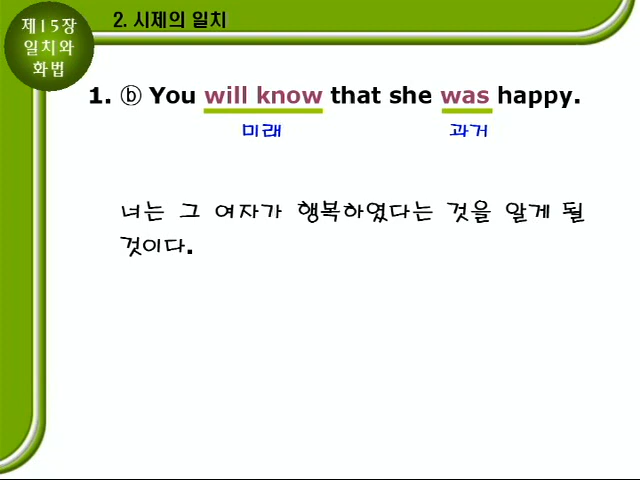 제15장
일치와
화법
2. 시제의 일치
1. ⓑ You will know that she was happy.
미래 과거
너는 그 여자가 행복하였다는 것을 알게 될
것이다.